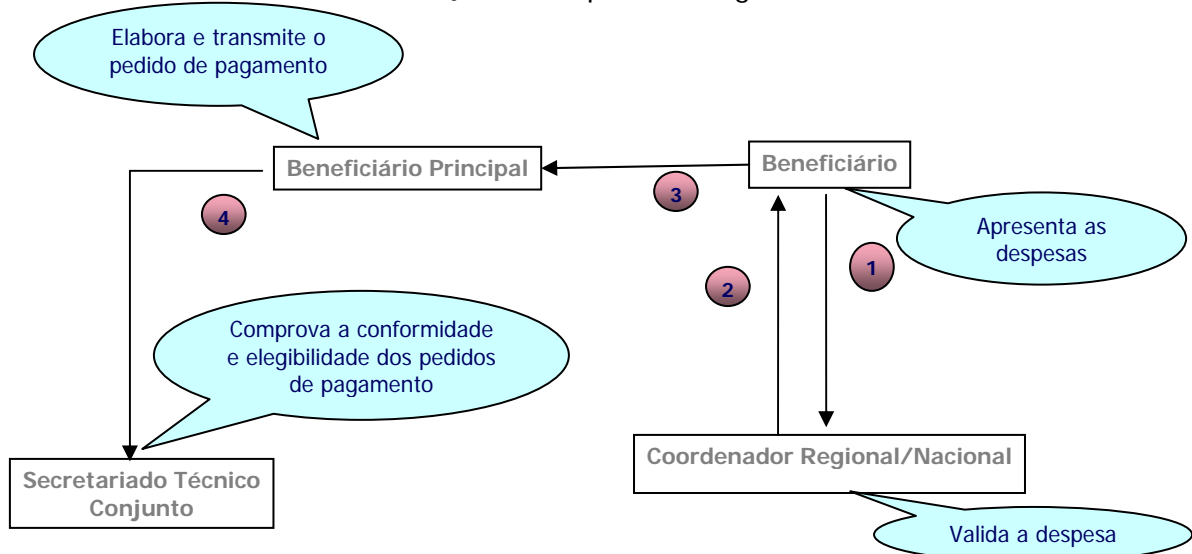 Elabora e transmite o
pedido de pagamento
Beneficiário Principal
Beneficiário
3
4
Apresenta as
despesas
1
2
Comprova a conformidade
e elegibilidade dos pedidos
de pagamento
Coordenador Regional/Nacional
Secretariado Técnico
Conjunto
Valida a despesa